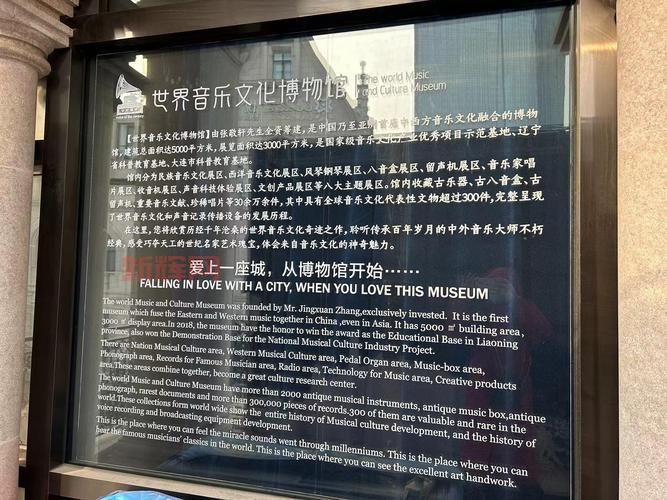 世界音乐文化博物馆
The world Music
and Culture Museum
【世界音乐文化博物馆】由张敬轩先生全资筹建，是中国乃至亚洲首座中西方音乐文化融合的博物
馆，建筑总面积达5000平方米，展览面积达3000平方米，是国家级音乐文化产业优秀项目示范基地、辽宁
省科普教育基地、大连市科普教育基地。
馆内分为民族音乐文化展区、西洋音乐文化展区、风琴钢琴展区、八音盒展区、留声机展区、音乐家唱
片展区、收音机展区、声音科技体验展区、文创产品展区等八大主题展区。馆内收藏古乐器、古八音盒、古
留声机、重要音乐文献、珍稀唱片等30余万余件，其中具有全球音乐文化代表性文物超过300件，完整呈现
了世界音乐文化和声音记录传播设备的发展历程。
在这里，您将欣赏历经千年沧桑的世界音乐文化奇迹之作，聆听传承百年岁月的中外音乐大师不朽
经典，感受巧夺天工的世纪名家艺术瑰宝，体会来自音乐文化的神奇魅力。
新辉网
爱上一座城，从博物馆开始……
FALLING IN LOVE WITH A CITY, WHEN YOU LOVE THIS MUSEUM
The world Music and Culture Museum was founded by Mr. Jingxuan Zhang,exclusively invested. It is the first
museum which fuse the Eastern and Western music together in China ,even in Asia. It has 5000 ㎡ building area,
3000 ㎡ display area.In 2018, the museum have the honor to win the award as the Educational Base in Liaoning
province, also won the Demonstration Base for the National Musical Culture Industry Project.
There are Nation Musical Culture area, Western Musical Culture area, Pedal Organ area, Music-box area,
Phonograph area, Records for Famous Musician area, Radio area, Technology for Music area, Creative products
area.These areas combine together, become a great culture research center.
The world Music and Culture Museum have more than 2000 antique musical instruments, antique music box,antique
phonograph, rarest documents and more than 300,000 pieces of records.300 of them are valuable and rare in the
world.These collections form world wide show the entire history of Musical culture development, and the history of
voice recording and broadcasting equipment development.
This is the place where you can feel the miracle sounds went through millenniums. This is the place where you can
hear the famous musicians' classics in the world. This is the place where you can see the excellent art handwork.